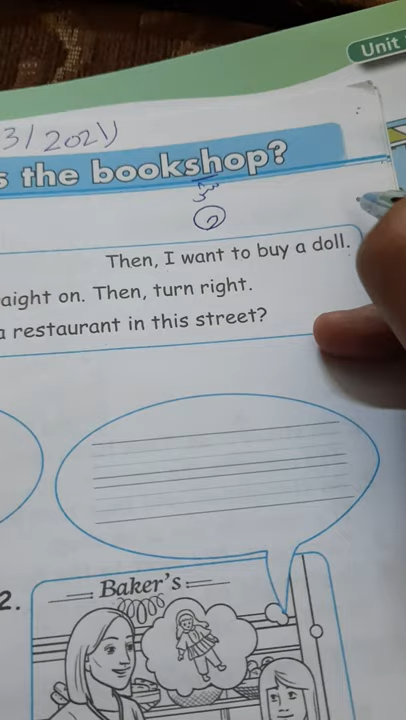 Unit
3/2021
s the bookshop?
2
Then, I want to buy a doll.
aight on. Then, turn right.
a restaurant in this street?
2.
Baker's